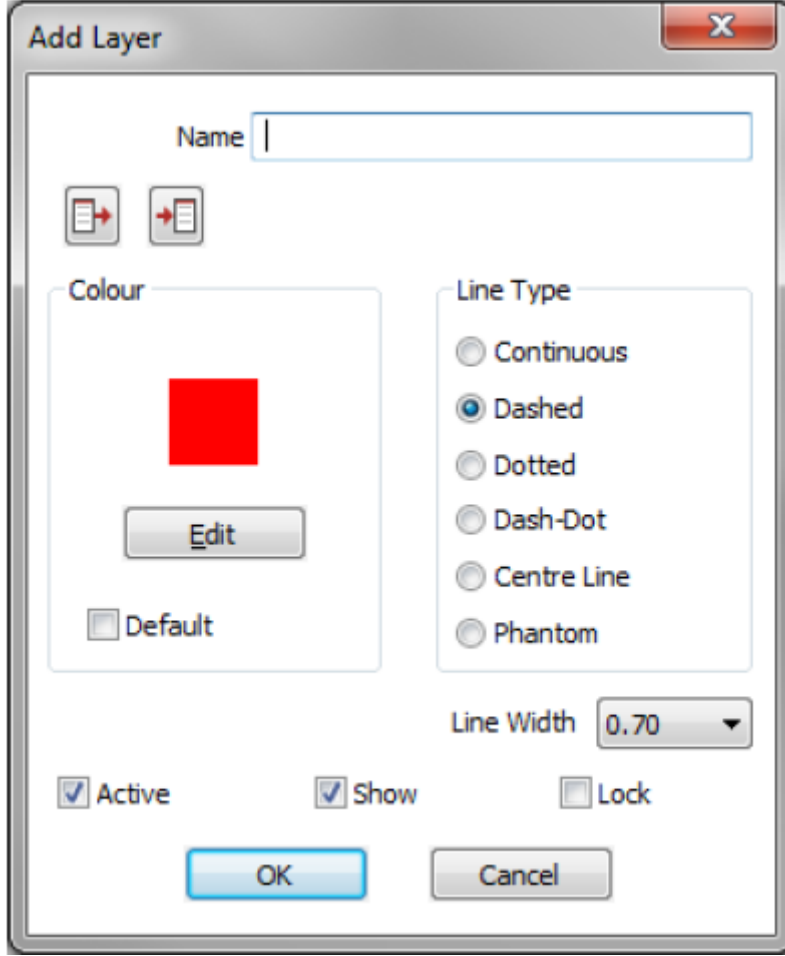 Add Layer
Name
Colour
Edit
Default
Line Type
Continuous
Dashed
Dotted
Dash-Dot
Centre Line
Phantom
Line Width 0.70
Active Show Lock
OK Cancel